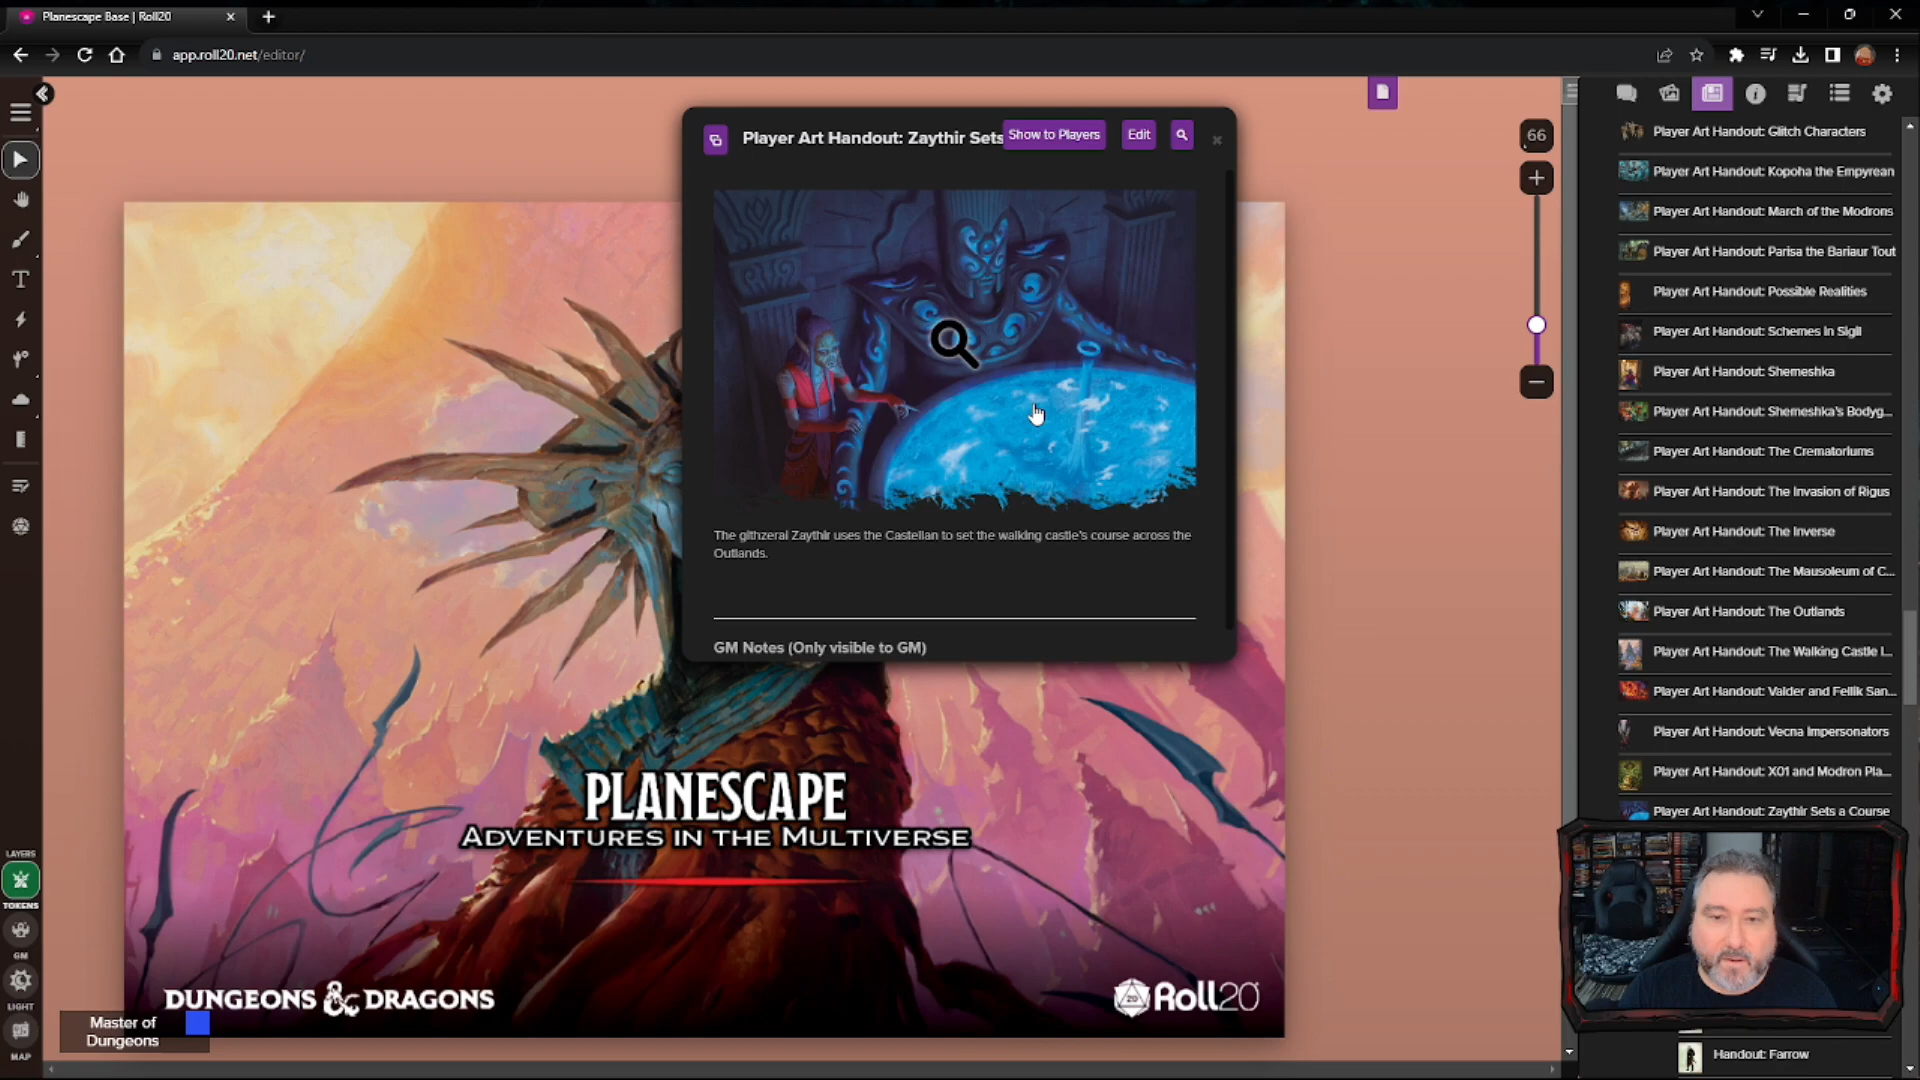 Planescape Base | Roll20
app.roll20.net/editor/
Player Art Handout: Zaythir Sets
Show to Players
Edit
The githzerai Zaythir uses the Castellan to set the walking castle's course across the
Outlands.
GM Notes (Only visible to GM)
66
PLANESCAPE
ADVENTURES IN THE MULTIVERSE
DUNGEONS & DRAGONS
20
Roll20
Master of
Dungeons
LAYERS
TOKENS
GM
LIGHT
MAP
Player Art Handout: Glitch Characters
Player Art Handout: Kopoha the Empyrean
Player Art Handout: March of the Modrons
Player Art Handout: Parisa the Bariaur Tout
Player Art Handout: Possible Realities
Player Art Handout: Schemes in Sigil
Player Art Handout: Shemeshka
Player Art Handout: Shemeshka's Bodyg...
Player Art Handout: The Crematoriums
Player Art Handout: The Invasion of Rigus
Player Art Handout: The Inverse
Player Art Handout: The Mausoleum of C...
Player Art Handout: The Outlands
Player Art Handout: The Walking Castle L...
Player Art Handout: Valder and Fellik San...
Player Art Handout: Vecna Impersonators
Player Art Handout: X01 and Modron Pla...
Player Art Handout: Zaythir Sets a Course
Handout: Farrow